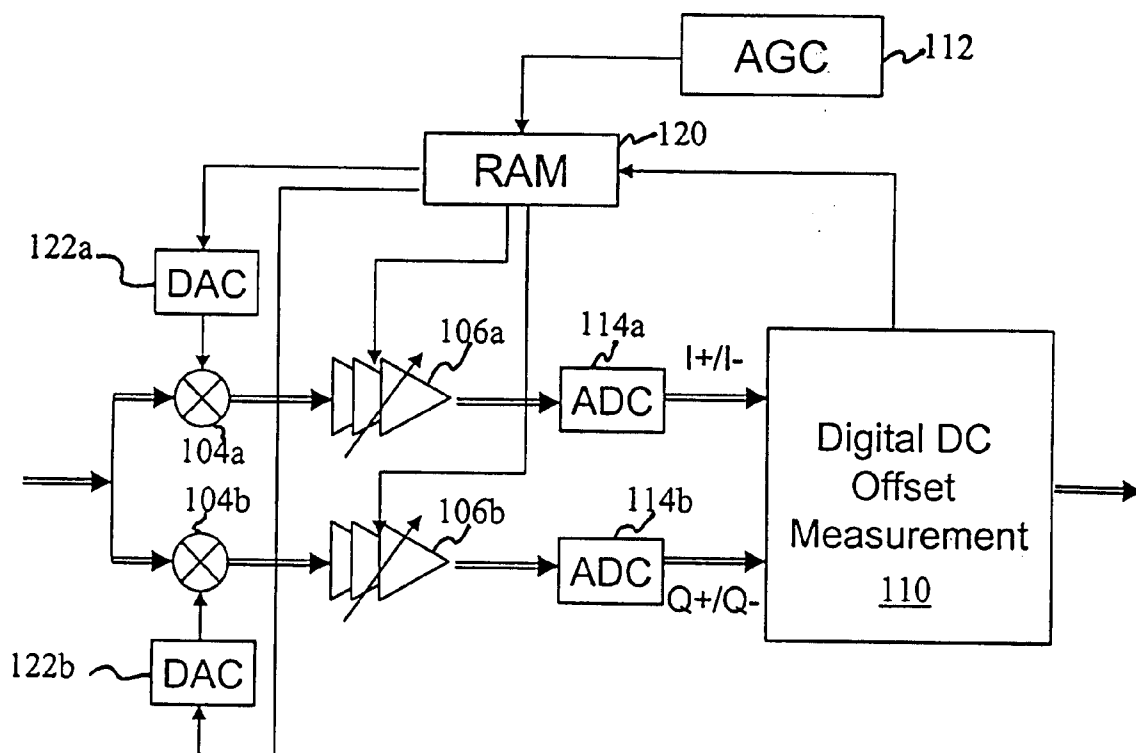 AGC
112
120
RAM
122a
DAC
106a
114a
I+/I-
ADC
104a
Digital DC
Offset
Measurement
110
104b
106b
114b
ADC
Q+/Q-
122b
DAC